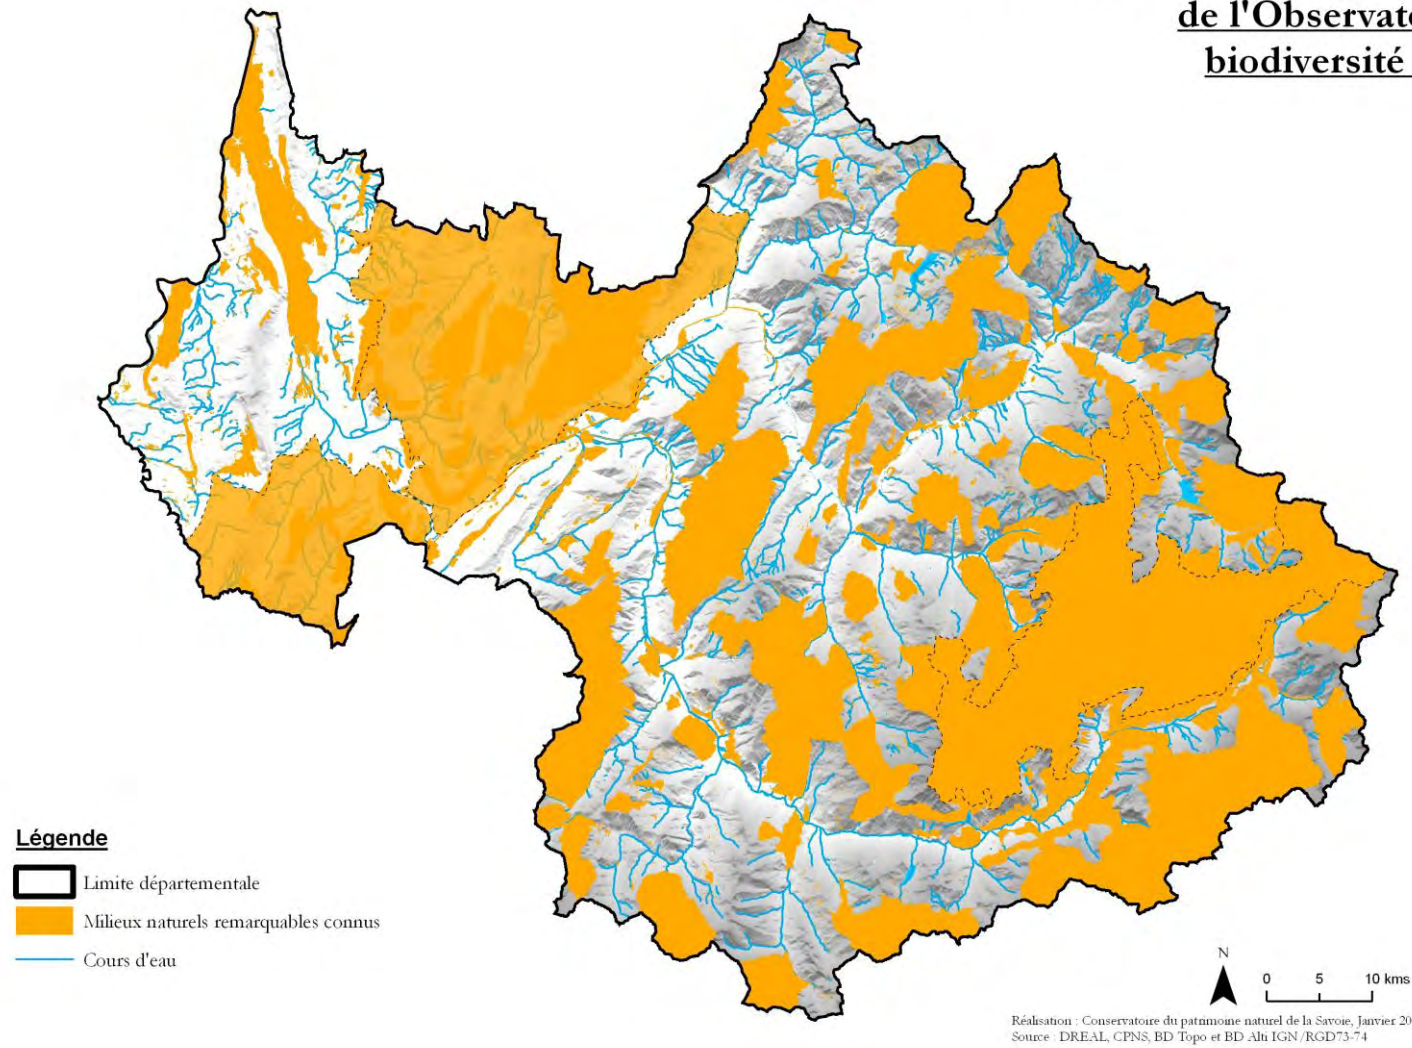 de l'Observato
biodiversité
Légende
Limite départementale
Milieux naturels remarquables connus
Cours d'eau
N
0 5 10 kms
Réalisation : Conservatoire du patrimoine naturel de la Savoie, Janvier 20
Source : DREAL, CPNS, BD Topo et BD Alti IGN /RGD73-74